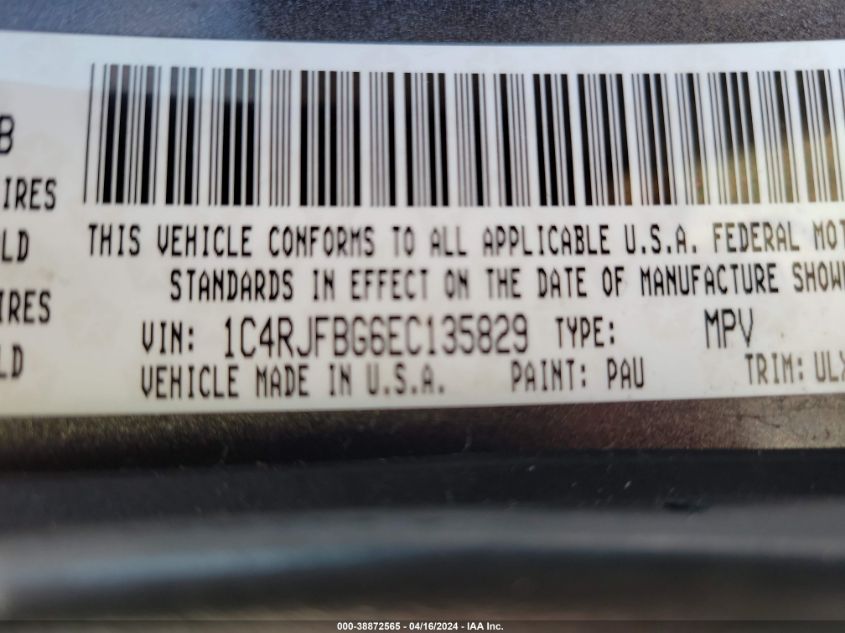 B
IRES
LD
IRES
LD
THIS VEHICLE CONFORMS TO ALL APPLICABLE U.S.A. FEDERAL MOT
STANDARDS IN EFFECT ON THE DATE OF MANUFACTURE SHOWN
VIN: 1C4RJFBG6EC135829 TYPE: MPV
VEHICLE MADE IN U.S.A. PAINT: PAU TRIM: ULX
000-38872565 - 04/16/2024 - IAA Inc.